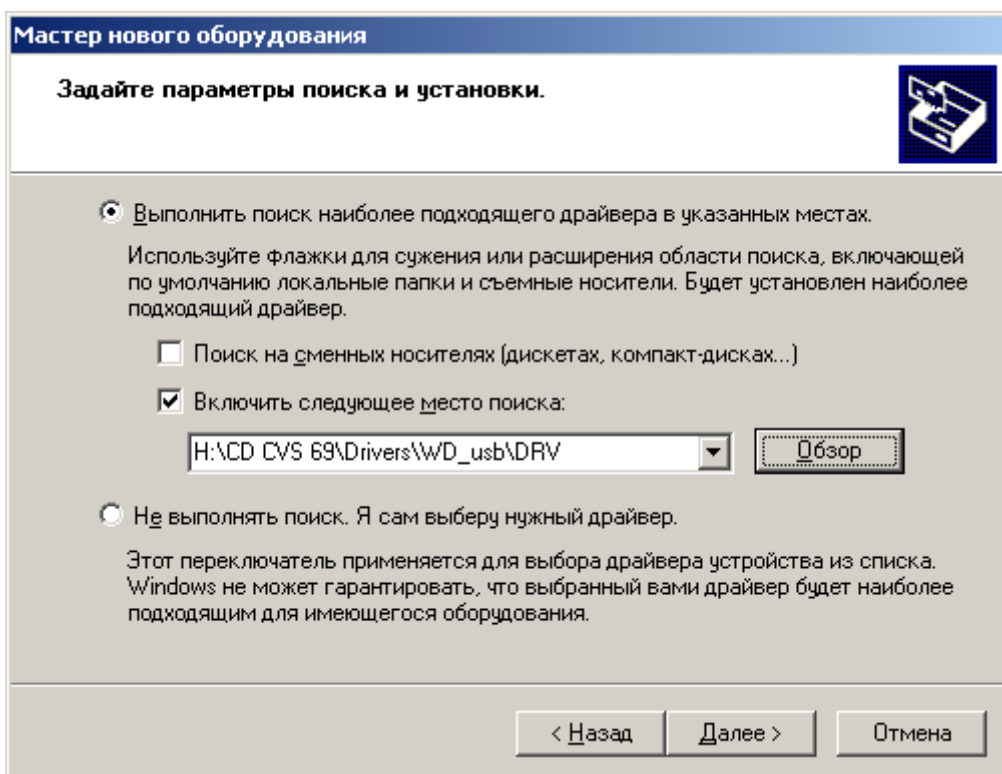 Мастер нового оборудования
Задайте параметры поиска и установки.
Выполнить поиск наиболее подходящего драйвера в указанных местах.
Используйте флажки для сужения или расширения области поиска, включающей
по умолчанию локальные папки и съемные носители. Будет установлен наиболее
подходящий драйвер.
Поиск на сменных носителях (дискетах, компакт-дисках...)
Включить следующее место поиска:
H:\CD CVS 69\Drivers\WD_usb\DRV
Обзор
Не выполнять поиск. Я сам выберу нужный драйвер.
Этот переключатель применяется для выбора драйвера устройства из списка.
Windows не может гарантировать, что выбранный вами драйвер будет наиболее
подходящим для имеющегося оборудования.
< Назад Далее > Отмена